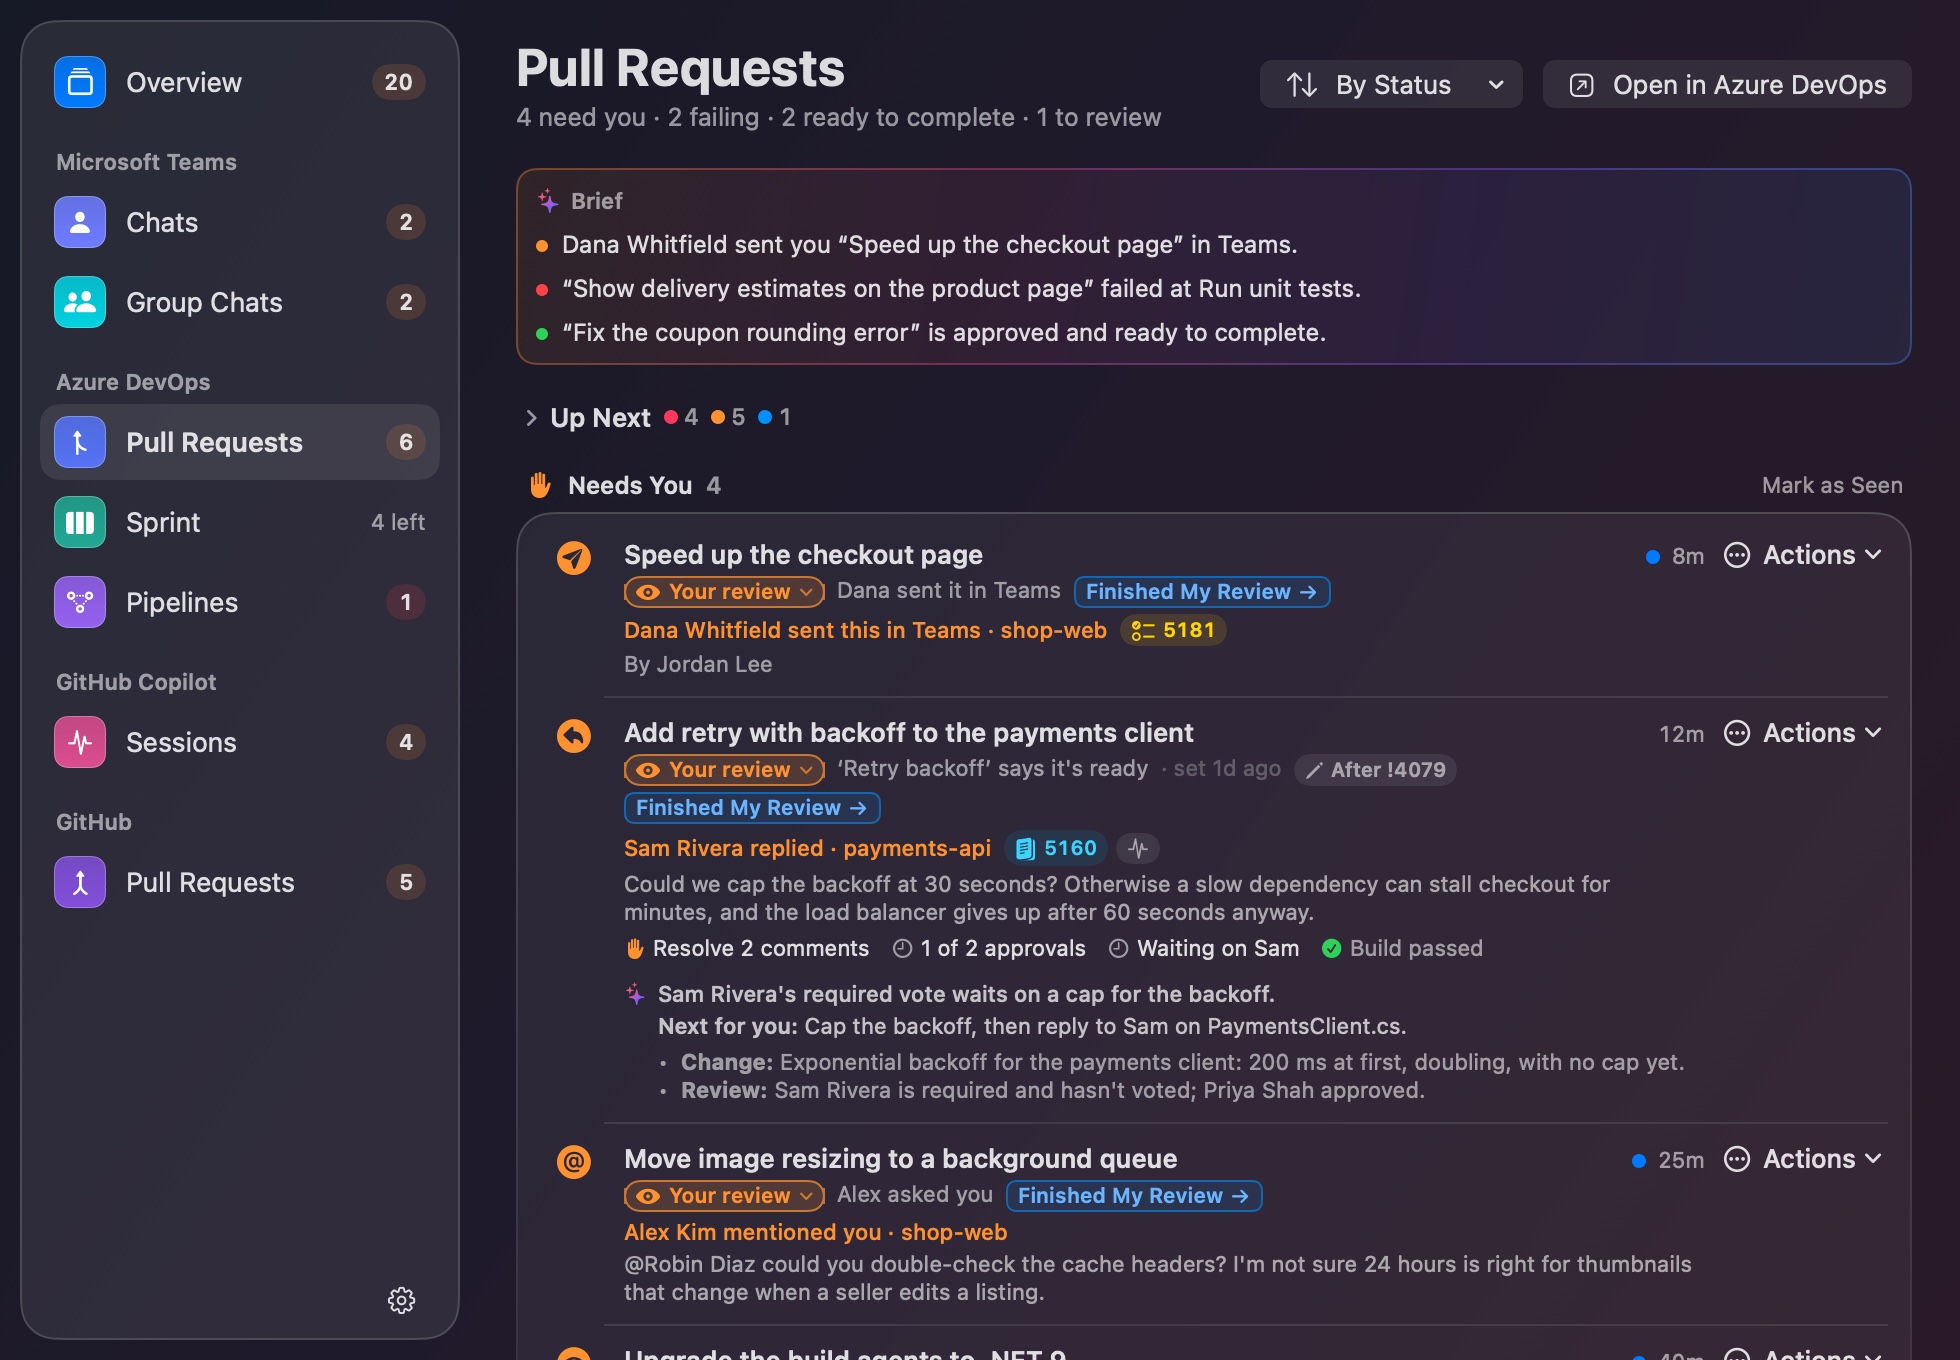 Overview 20
Microsoft Teams
Chats 2
Group Chats 2
Azure DevOps
Pull Requests 6
Sprint 4 left
Pipelines 1
GitHub Copilot
Sessions 4
GitHub
Pull Requests 5
Pull Requests
4 need you · 2 failing · 2 ready to complete · 1 to review
By Status
Open in Azure DevOps
Brief
Dana Whitfield sent you “Speed up the checkout page” in Teams.
“Show delivery estimates on the product page” failed at Run unit tests.
“Fix the coupon rounding error” is approved and ready to complete.
Up Next 4 5 1
Needs You 4 Mark as Seen
Speed up the checkout page 8m Actions
Your review Dana sent it in Teams Finished My Review →
Dana Whitfield sent this in Teams · shop-web 5181
By Jordan Lee
Add retry with backoff to the payments client 12m Actions
Your review ‘Retry backoff’ says it's ready · set 1d ago After !4079
Finished My Review →
Sam Rivera replied · payments-api 5160
Could we cap the backoff at 30 seconds? Otherwise a slow dependency can stall checkout for
minutes, and the load balancer gives up after 60 seconds anyway.
Resolve 2 comments 1 of 2 approvals Waiting on Sam Build passed
Sam Rivera's required vote waits on a cap for the backoff.
Next for you: Cap the backoff, then reply to Sam on PaymentsClient.cs.
• Change: Exponential backoff for the payments client: 200 ms at first, doubling, with no cap yet.
• Review: Sam Rivera is required and hasn't voted; Priya Shah approved.
Move image resizing to a background queue 25m Actions
Your review Alex asked you Finished My Review →
Alex Kim mentioned you · shop-web
@Robin Diaz could you double-check the cache headers? I'm not sure 24 hours is right for thumbnails
that change when a seller edits a listing.
Upgrade the build agents to .NET 9 40m Actions